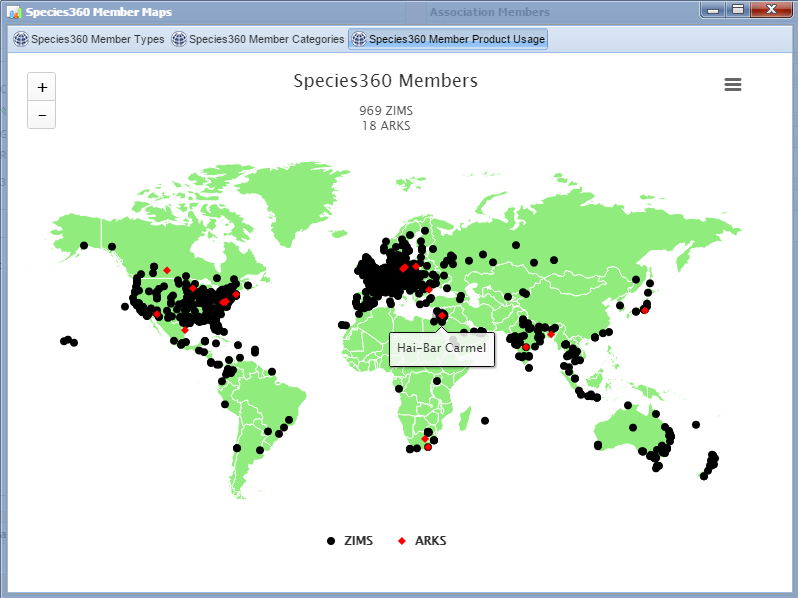 Species360 Member Maps
Association Members
Species360 Member Types
Species360 Member Categories
Species360 Member Product Usage
+
−
Species360 Members
969 ZIMS
18 ARKS
Hai-Bar Carmel
ZIMS
ARKS